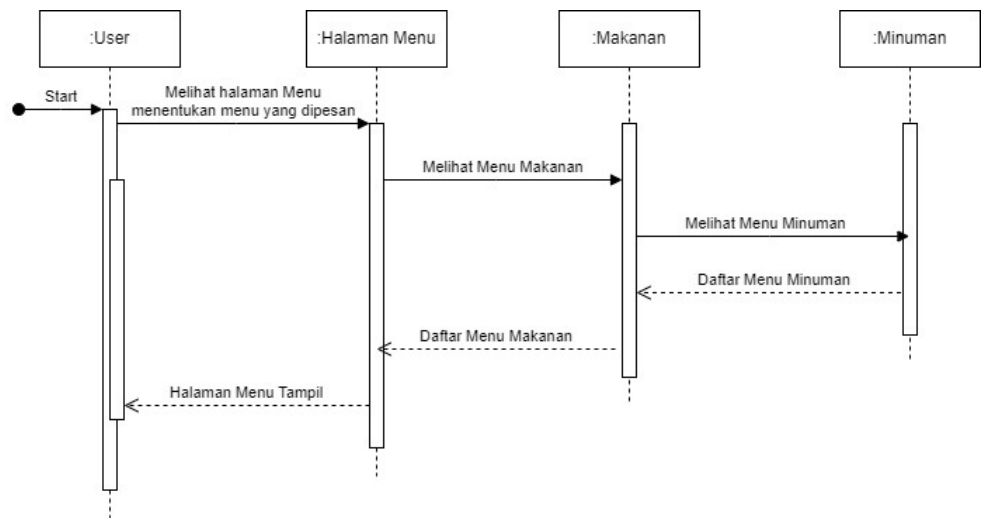 :User
:Halaman Menu
:Makanan
:Minuman
Start
Melihat halaman Menu
menentukan menu yang dipesan
Melihat Menu Makanan
Melihat Menu Minuman
Daftar Menu Minuman
Daftar Menu Makanan
Halaman Menu Tampil